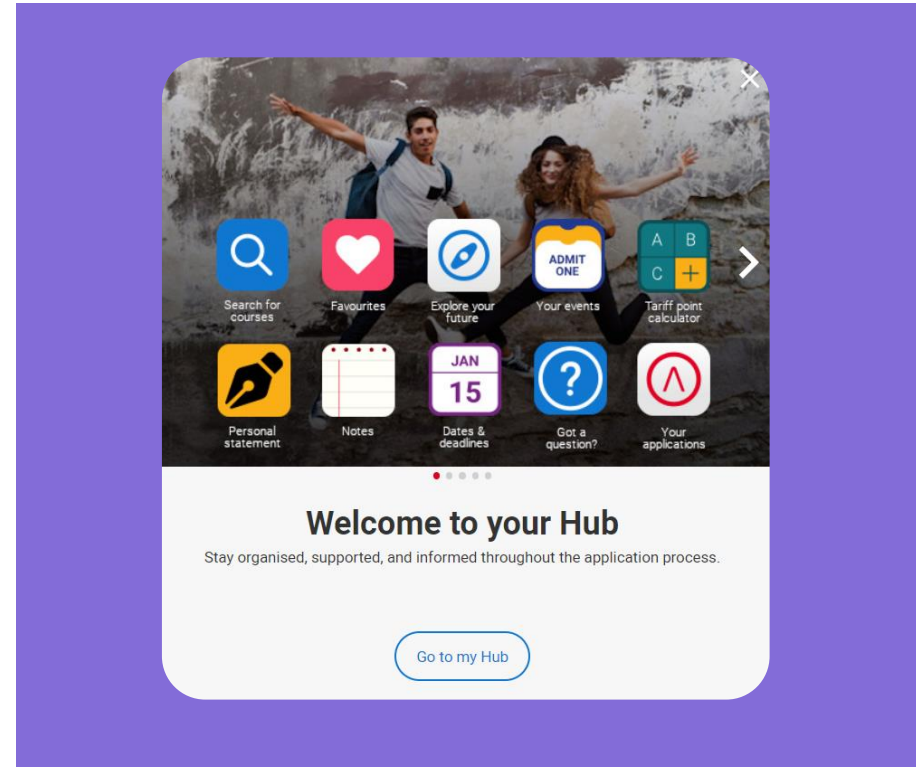 ADMIT
ONE
A B
C +
Search for
courses
Favourites
Explore your
future
Your events
Tariff point
calculator
JAN
15
?
Personal
statement
Notes
Dates &
deadlines
Got a
question?
Your
applications
Welcome to your Hub
Stay organised, supported, and informed throughout the application process.
Go to my Hub